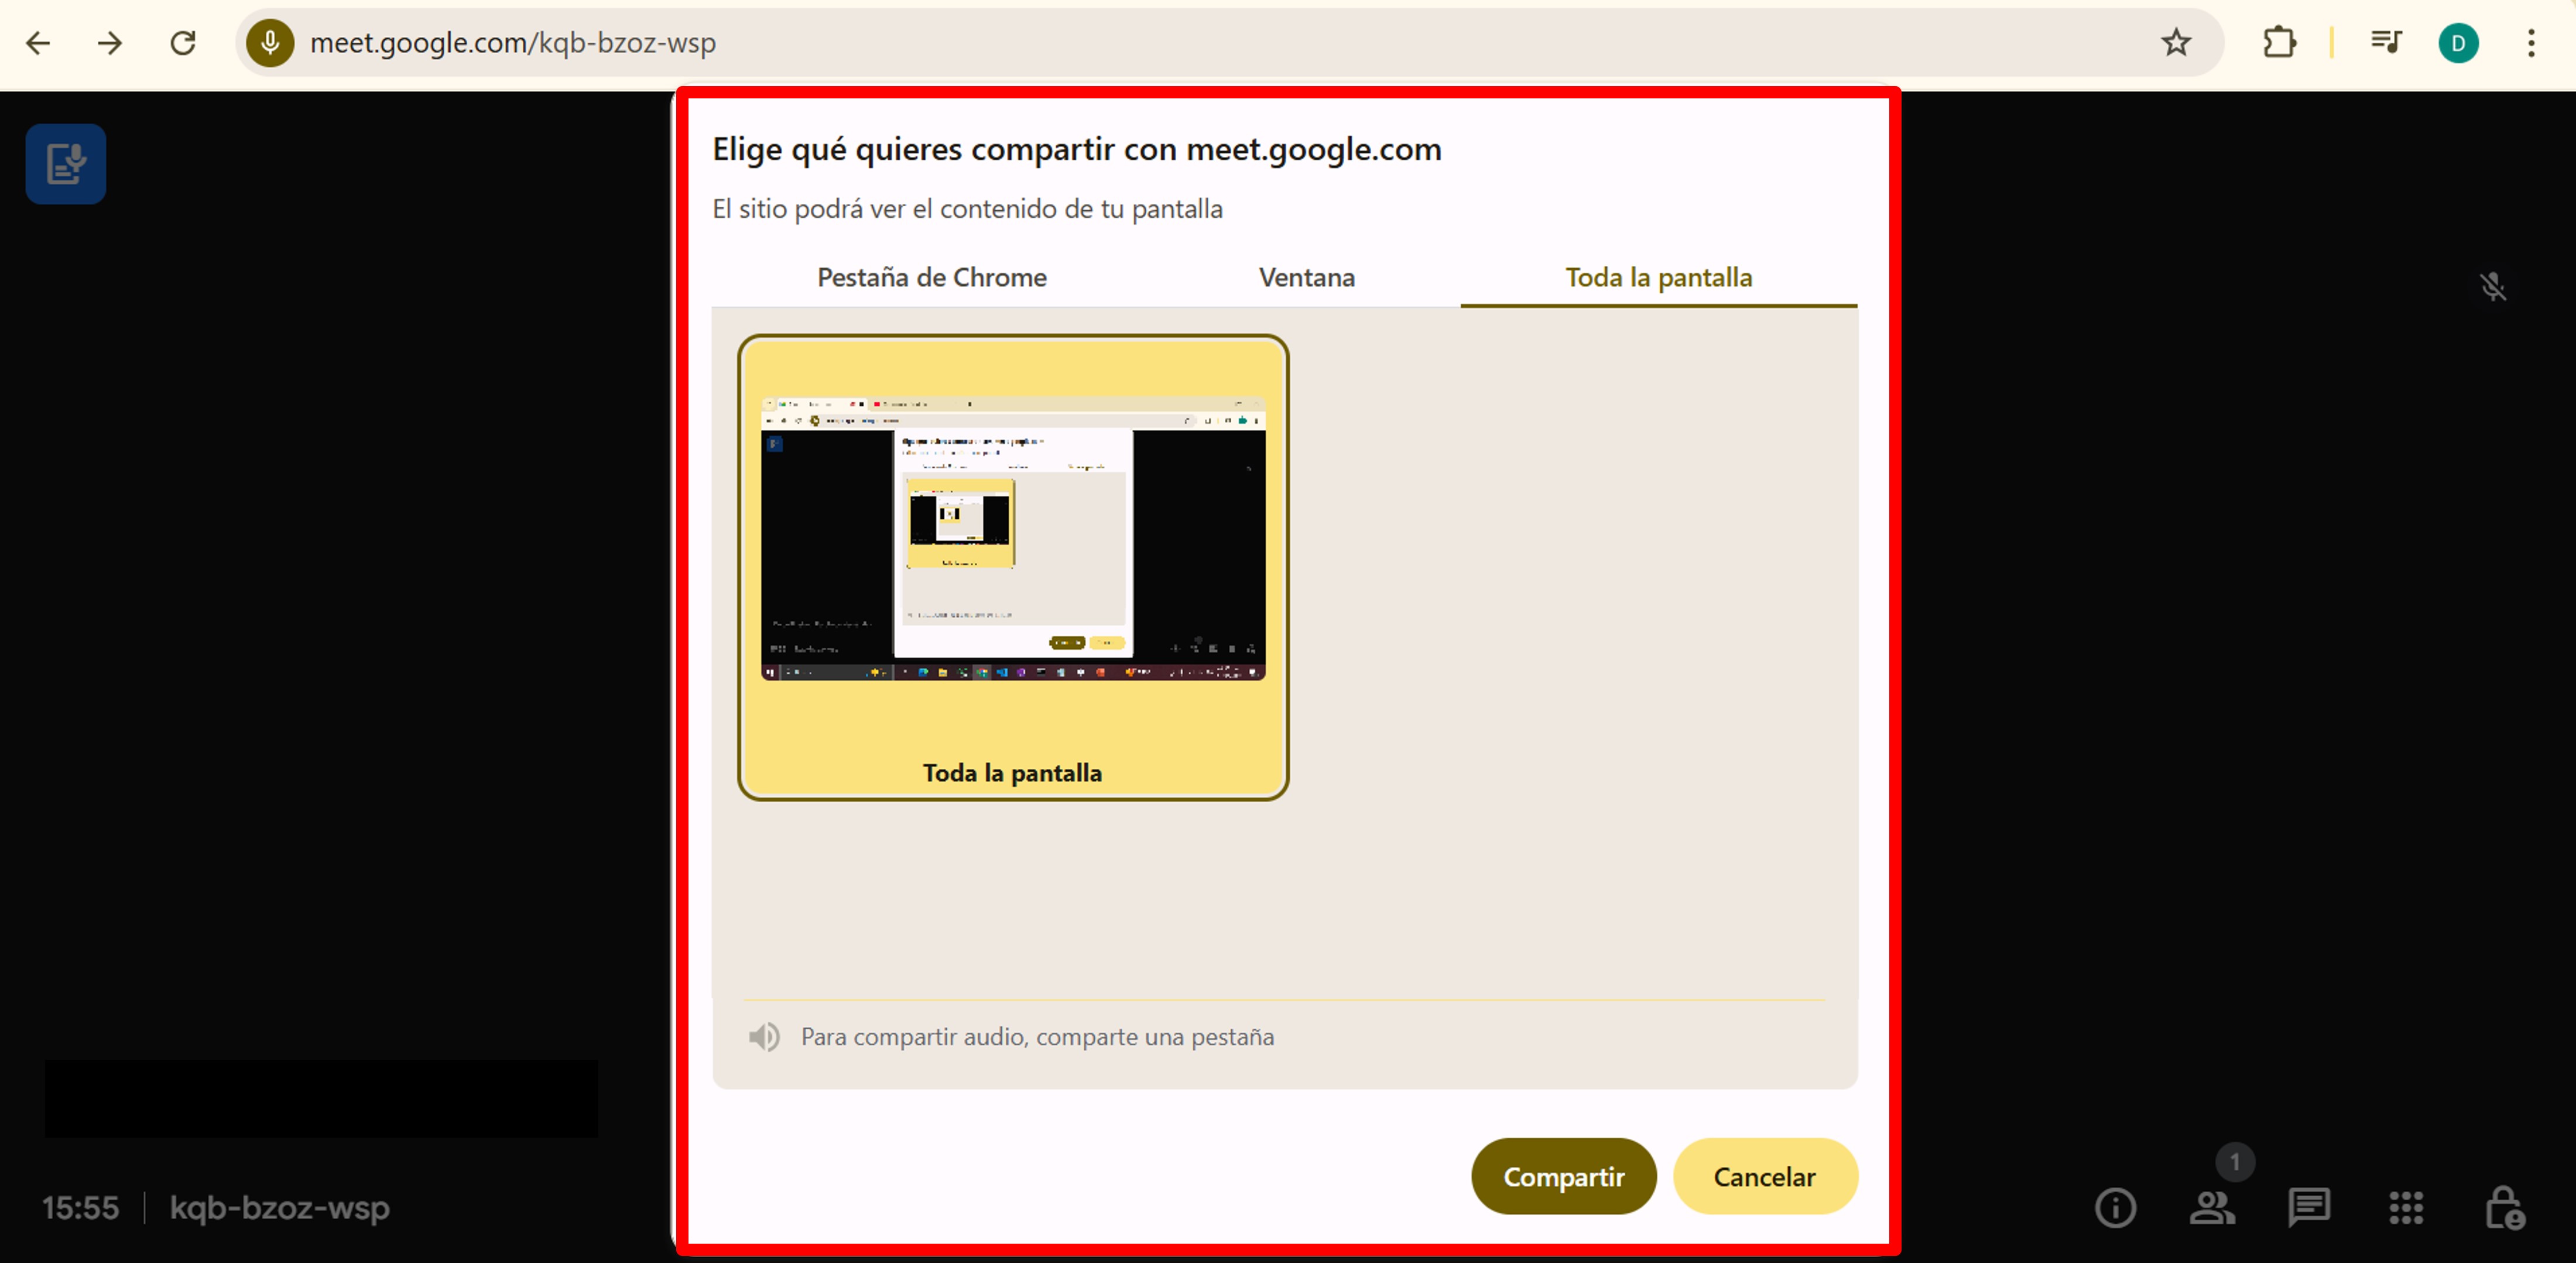 meet.google.com/kqb-bzoz-wsp
D
Elige qué quieres compartir con meet.google.com
El sitio podrá ver el contenido de tu pantalla
Pestaña de Chrome
Ventana
Toda la pantalla
Toda la pantalla
Para compartir audio, comparte una pestaña
Compartir
Cancelar
15:55
kqb-bzoz-wsp
1